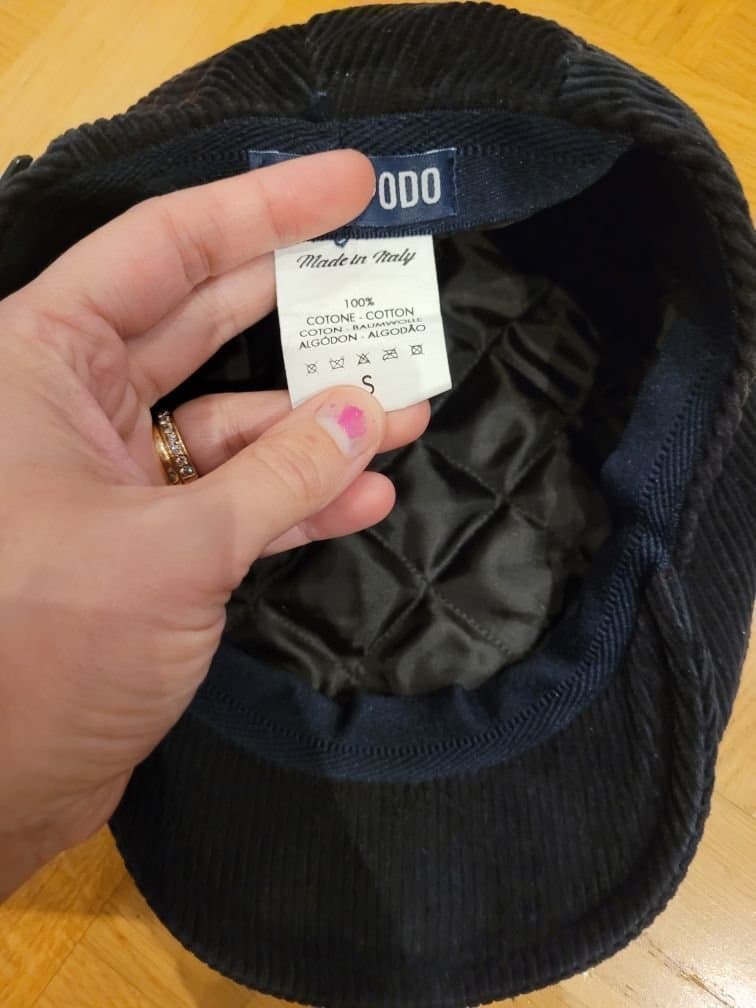 ODO
Made in Italy
100%
COTONE - COTTON
COTON - BAUMWOLLE
ALGÓDON - ALGODÃO
S